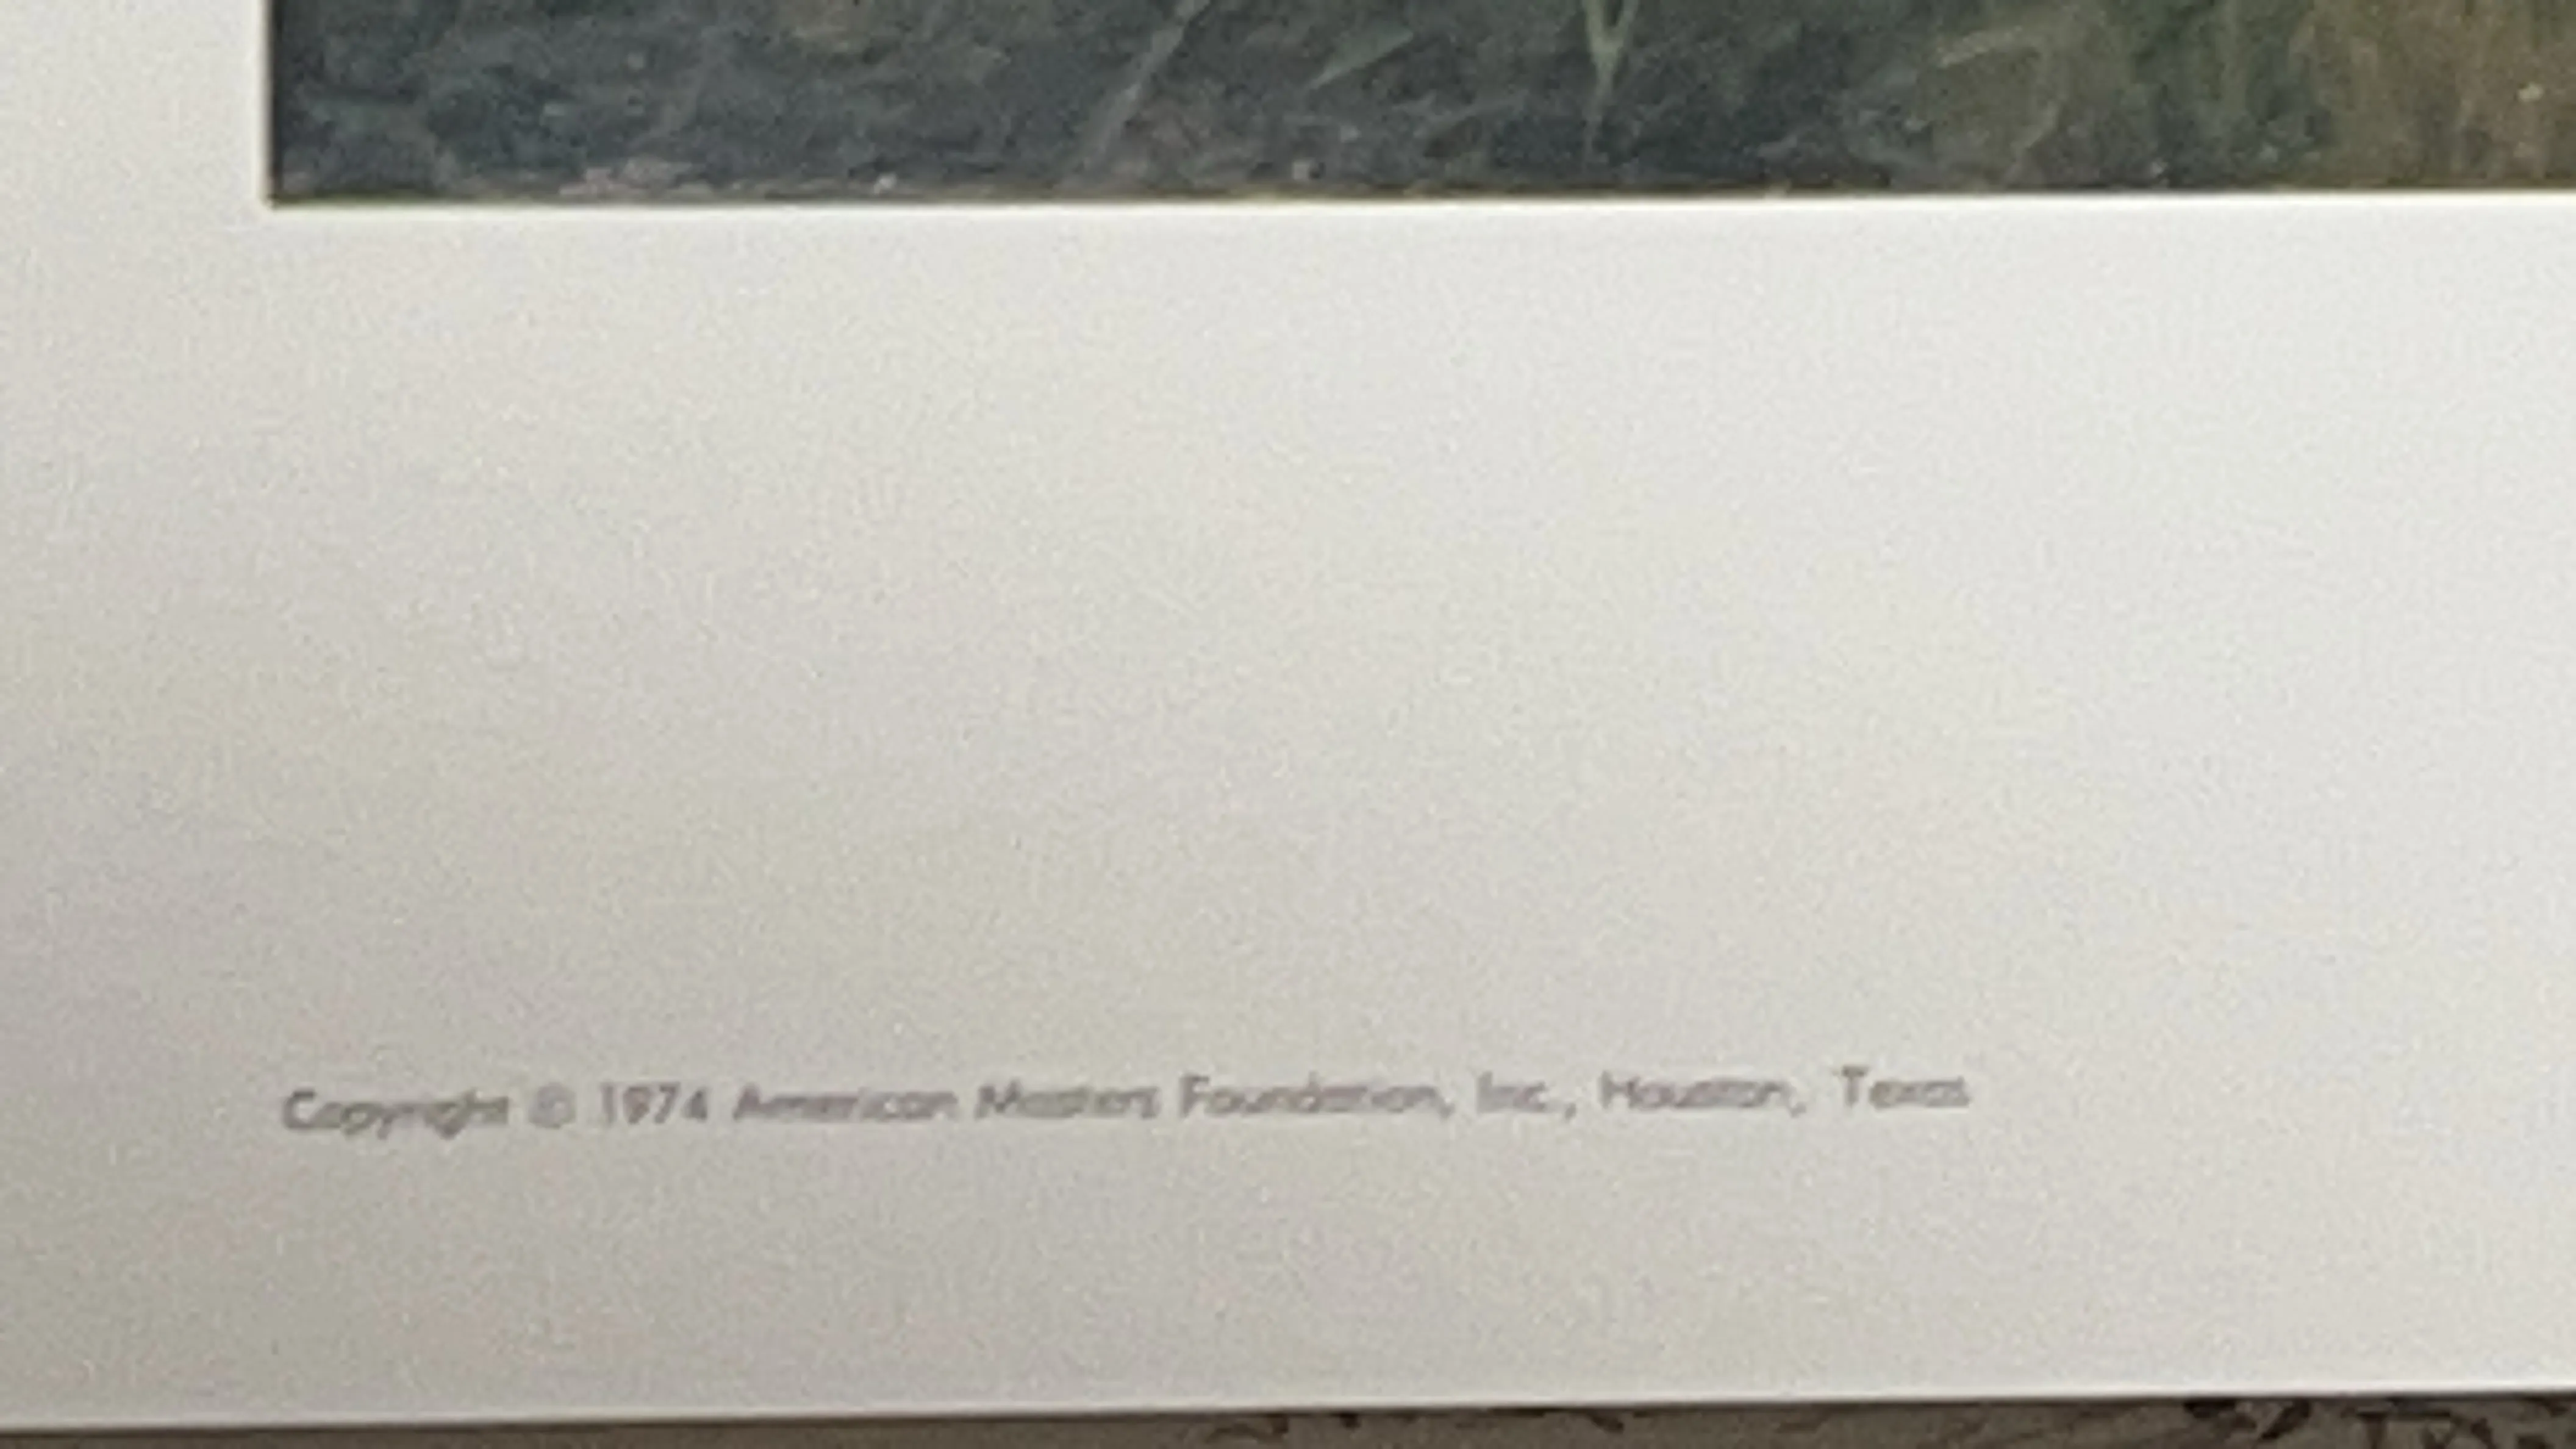 Copyright © 1974 American Masters Foundation, Inc., Houston, Texas